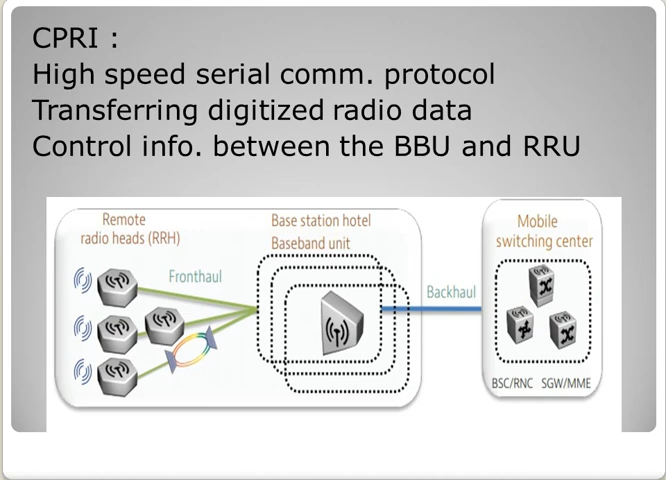 CPRI :
High speed serial comm. protocol
Transferring digitized radio data
Control info. between the BBU and RRU
Remote
radio heads (RRH)
Fronthaul
Base station hotel
Baseband unit
Backhaul
Mobile
switching center
BSC/RNC SGW/MME